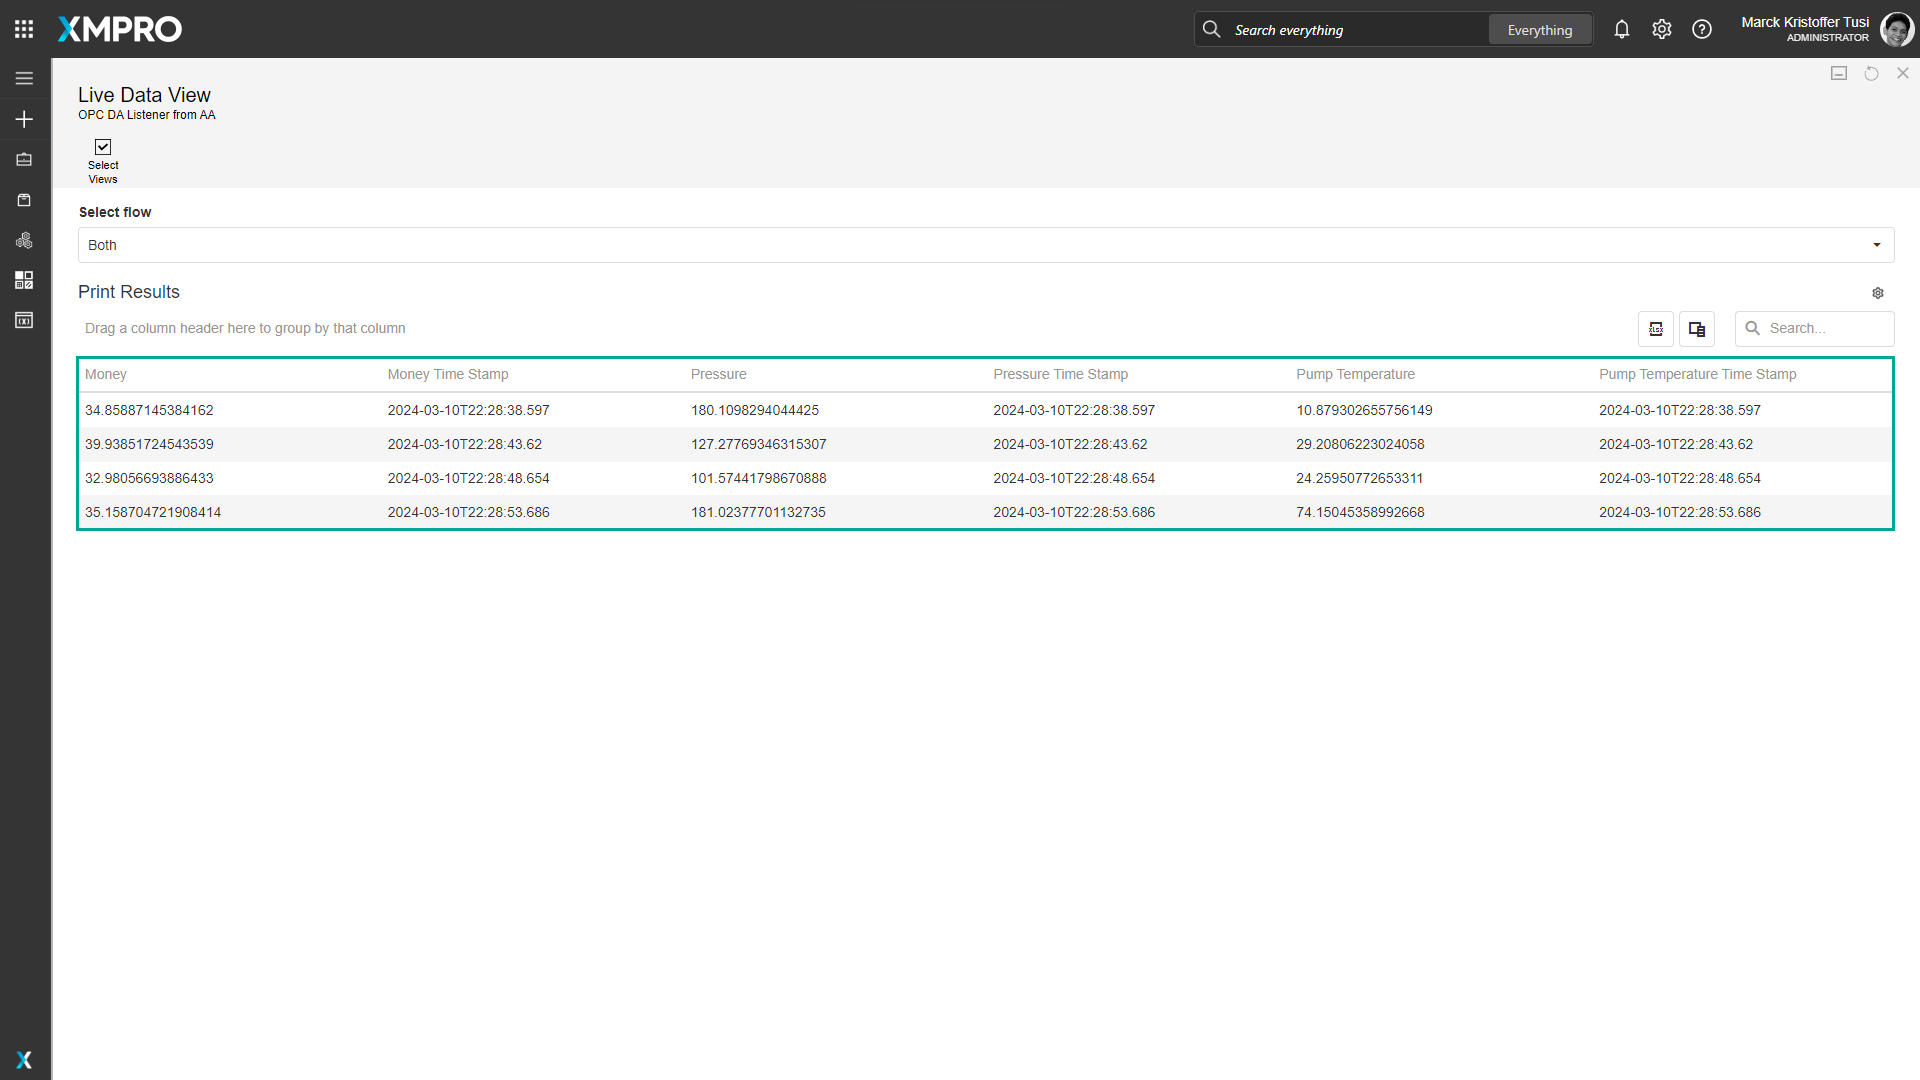 XMPRO
Search everything
Everything
Marck Kristoffer Tusi
ADMINISTRATOR
Live Data View
OPC DA Listener from AA
Select
Views
Select flow
Both
Print Results
Drag a column header here to group by that column
XLSX
Search...
Money Money Time Stamp Pressure Pressure Time Stamp Pump Temperature Pump Temperature Time Stamp
34.85887145384162 2024-03-10T22:28:38.597 180.1098294044425 2024-03-10T22:28:38.597 10.879302655756149 2024-03-10T22:28:38.597
39.93851724543539 2024-03-10T22:28:43.62 127.27769346315307 2024-03-10T22:28:43.62 29.20806223024058 2024-03-10T22:28:43.62
32.98056693886433 2024-03-10T22:28:48.654 101.57441798670888 2024-03-10T22:28:48.654 24.25950772653311 2024-03-10T22:28:48.654
35.158704721908414 2024-03-10T22:28:53.686 181.02377701132735 2024-03-10T22:28:53.686 74.15045358992668 2024-03-10T22:28:53.686